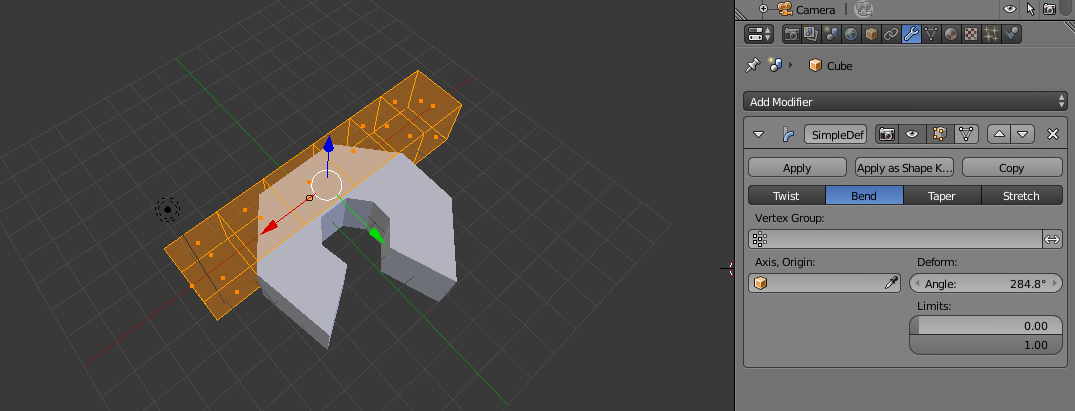 Camera
Cube
Add Modifier
SimpleDef
Apply
Apply as Shape K...
Copy
Twist
Bend
Taper
Stretch
Vertex Group:
Axis, Origin:
Deform:
Angle: 284.8°
Limits:
0.00
1.00